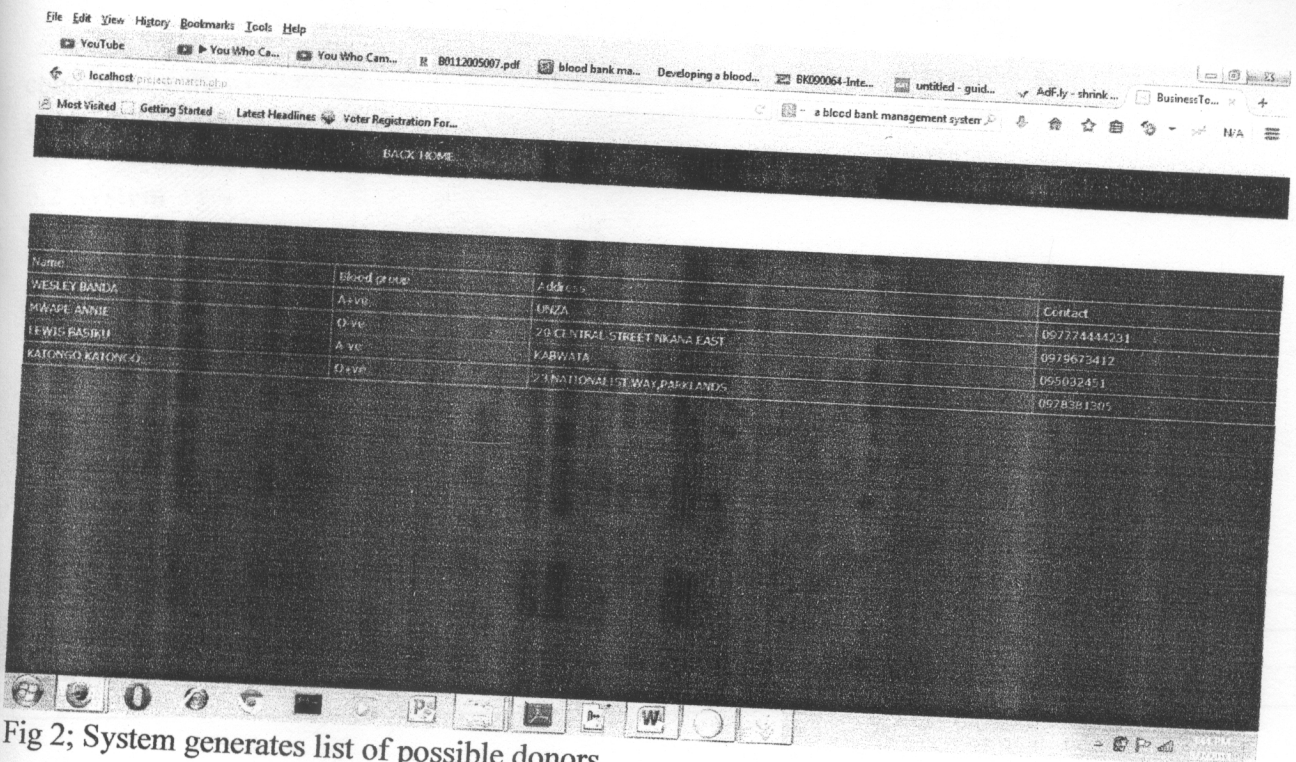 File Edit View History Bookmarks Tools Help
YouTube ▶ You Who Ca... You Who Cam... B0112005007.pdf blood bank ma... Developing a blood... BK090064-Inte... untitled - guid... AdF.ly - shrink ... BusinessTo... × +
localhost/project/match.php a blood bank management system N/A
Most Visited Getting Started Latest Headlines Voter Registration For...
BACK HOME
Name Blood group Address Contact
WESLEY BANDA A+ve UNZA 097774444231
MWAPE ANNIE O-ve 29 CENTRAL STREET NKANA EAST 0979673412
LEWIS BASIKU A-ve KABWATA 095032451
KATONGO KATONGO O+ve 23 NATIONALIST WAY,PARKLANDS 0978381305
Fig 2; System generates list of possible donors